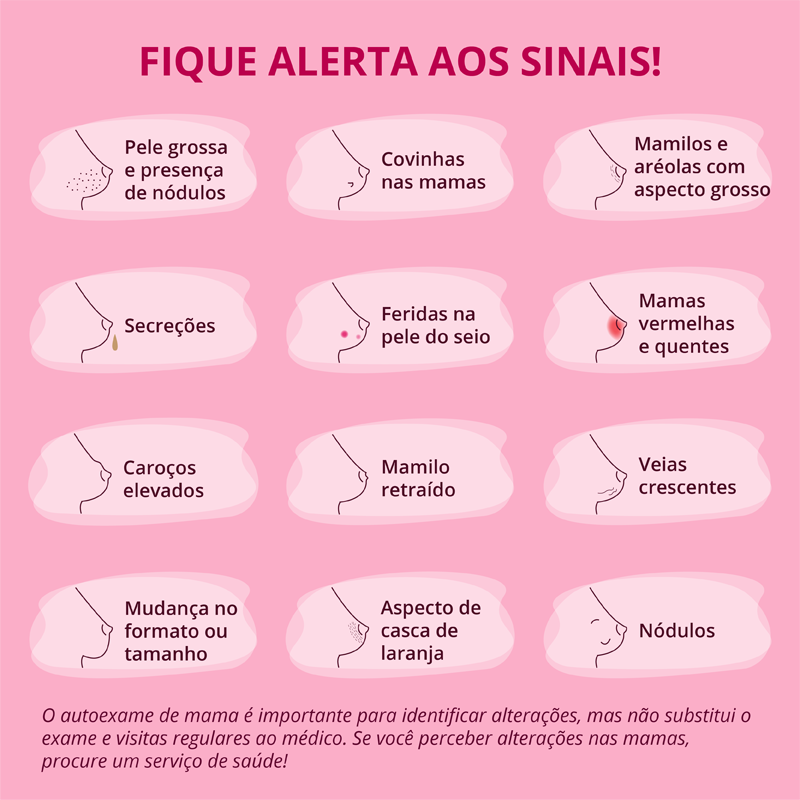 FIQUE ALERTA AOS SINAIS!
Pele grossa
e presença
de nódulos
Covinhas
nas mamas
Mamilos e
aréolas com
aspecto grosso
Secreções
Feridas na
pele do seio
Mamas
vermelhas
e quentes
Caroços
elevados
Mamilo
retraído
Veias
crescentes
Mudança no
formato ou
tamanho
Aspecto de
casca de
laranja
Nódulos
O autoexame de mama é importante para identificar alterações, mas não substitui o
exame e visitas regulares ao médico. Se você perceber alterações nas mamas,
procure um serviço de saúde!